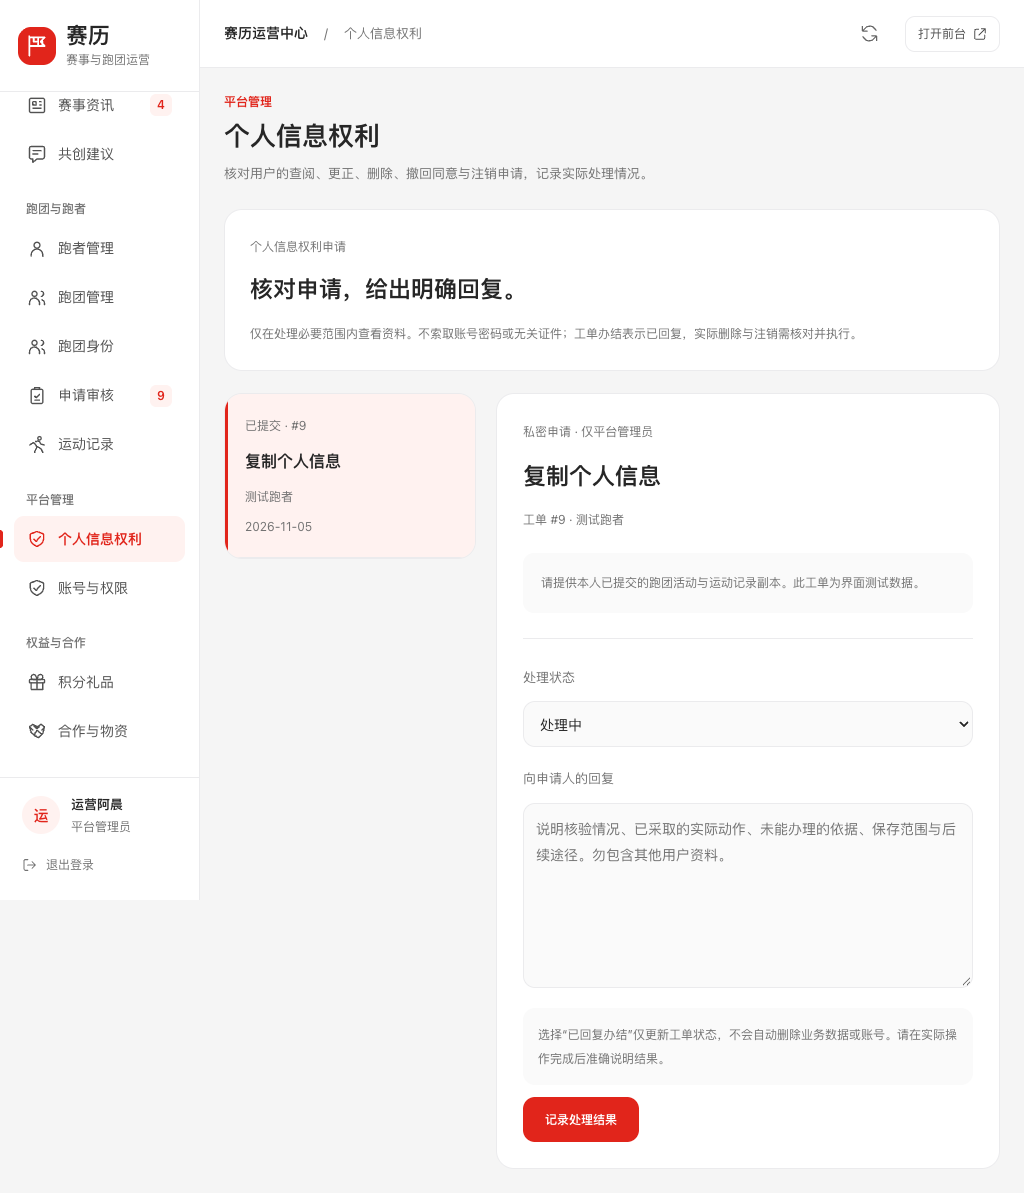 赛历
赛事与跑团运营
赛事资讯 4
共创建议
跑团与跑者
跑者管理
跑团管理
跑团身份
申请审核 9
运动记录
平台管理
个人信息权利
账号与权限
权益与合作
积分礼品
合作与物资
运
运营阿晨
平台管理员
退出登录
赛历运营中心 / 个人信息权利
打开前台
平台管理
个人信息权利
核对用户的查阅、更正、删除、撤回同意与注销申请，记录实际处理情况。
个人信息权利申请
核对申请，给出明确回复。
仅在处理必要范围内查看资料。不索取账号密码或无关证件；工单办结表示已回复，实际删除与注销需核对并执行。
已提交 · #9
复制个人信息
测试跑者
2026-11-05
私密申请 · 仅平台管理员
复制个人信息
工单 #9 · 测试跑者
请提供本人已提交的跑团活动与运动记录副本。此工单为界面测试数据。
处理状态
处理中
向申请人的回复
说明核验情况、已采取的实际动作、未能办理的依据、保存范围与后
续途径。勿包含其他用户资料。
选择“已回复办结”仅更新工单状态，不会自动删除业务数据或账号。请在实际操
作完成后准确说明结果。
记录处理结果